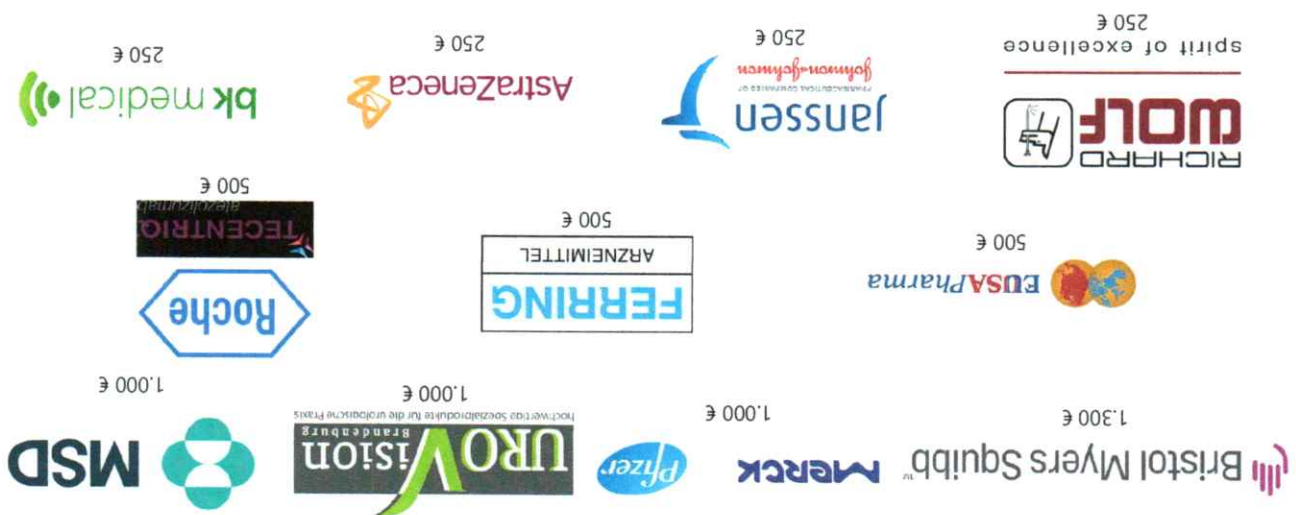 Bristol Myers Squibb™
1.300 €
Merck
Pfizer
1.000 €
UROVision
Brandenburg
hochwertige Spezialprodukte für die urologische Praxis
1.000 €
MSD
1.000 €
EUSAPharma
500 €
FERRING
ARZNEIMITTEL
500 €
Roche
TECENTRIQ
atezolizumab
500 €
RICHARD
WOLF
spirit of excellence
250 €
janssen
PHARMACEUTICAL COMPANIES OF
Johnson & Johnson
250 €
AstraZeneca
250 €
bk medical
250 €